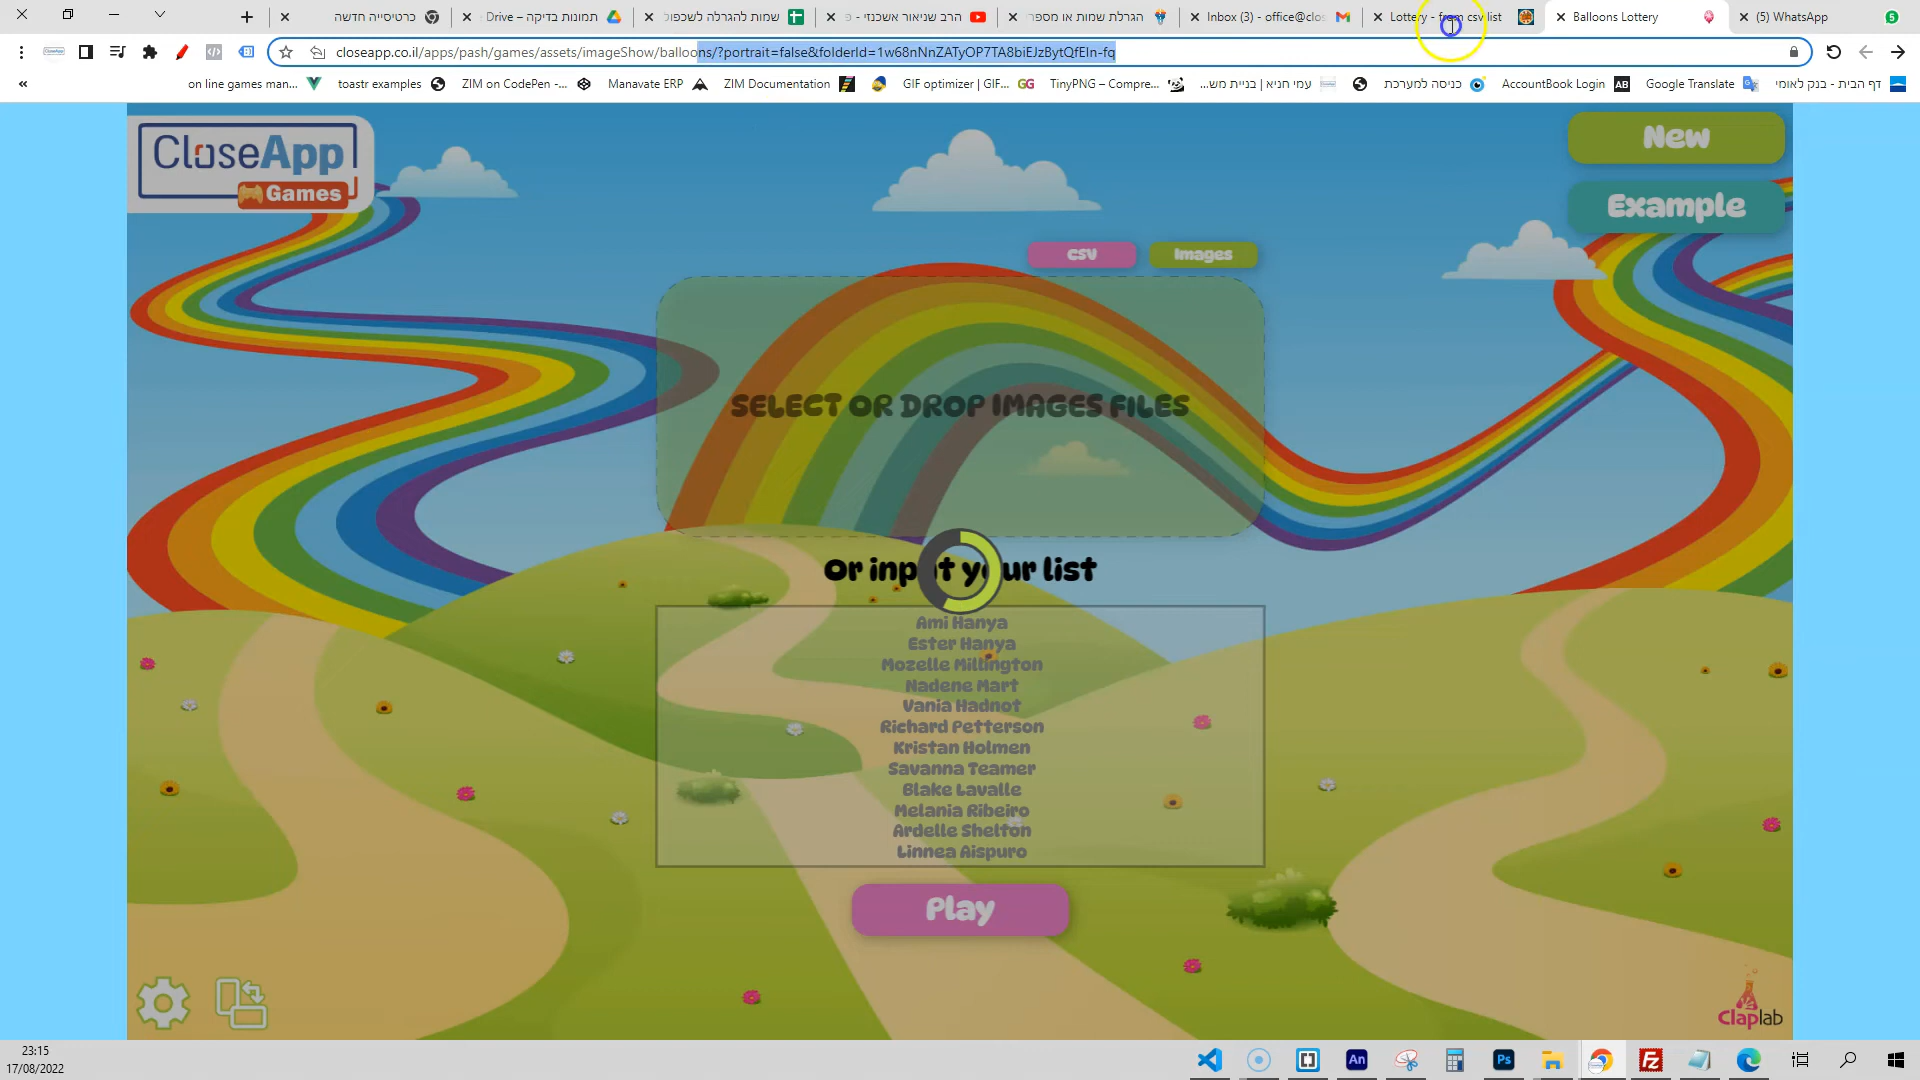 כרטיסייה חדשה
תמונות בדיקה – Drive
שמות להגרלה לשכפול
הרב שניאור אשכנזי - פ
הגרלת שמות או מספר
Inbox (3) - office@clos
Lottery - from csv list
Balloons Lottery
(5) WhatsApp
5
closeapp.co.il/apps/pash/games/assets/imageShow/balloons/?portrait=false&folderId=1w68nNnZATyOP7TA8biEJzBytQfEIn-fq
«
on line games man...
toastr examples
ZIM on CodePen -...
Manavate ERP
ZIM Documentation
GIF optimizer | GIF...
TinyPNG – Compre...
עמי חניא | בניית מש...
כניסה למערכת
AccountBook Login
Google Translate
דף הבית - בנק לאומי
CloseApp
Games
New
Example
CSV
Images
SELECT OR DROP IMAGES FILES
Or input your list
Ami Hanya
Ester Hanya
Mozelle Millington
Nadene Mart
Vania Hadnot
Richard Petterson
Kristan Holmen
Savanna Teamer
Blake Lavalle
Melania Ribeiro
Ardelle Shelton
Linnea Aispuro
Play
Claplab
23:15
17/08/2022
An
Ps